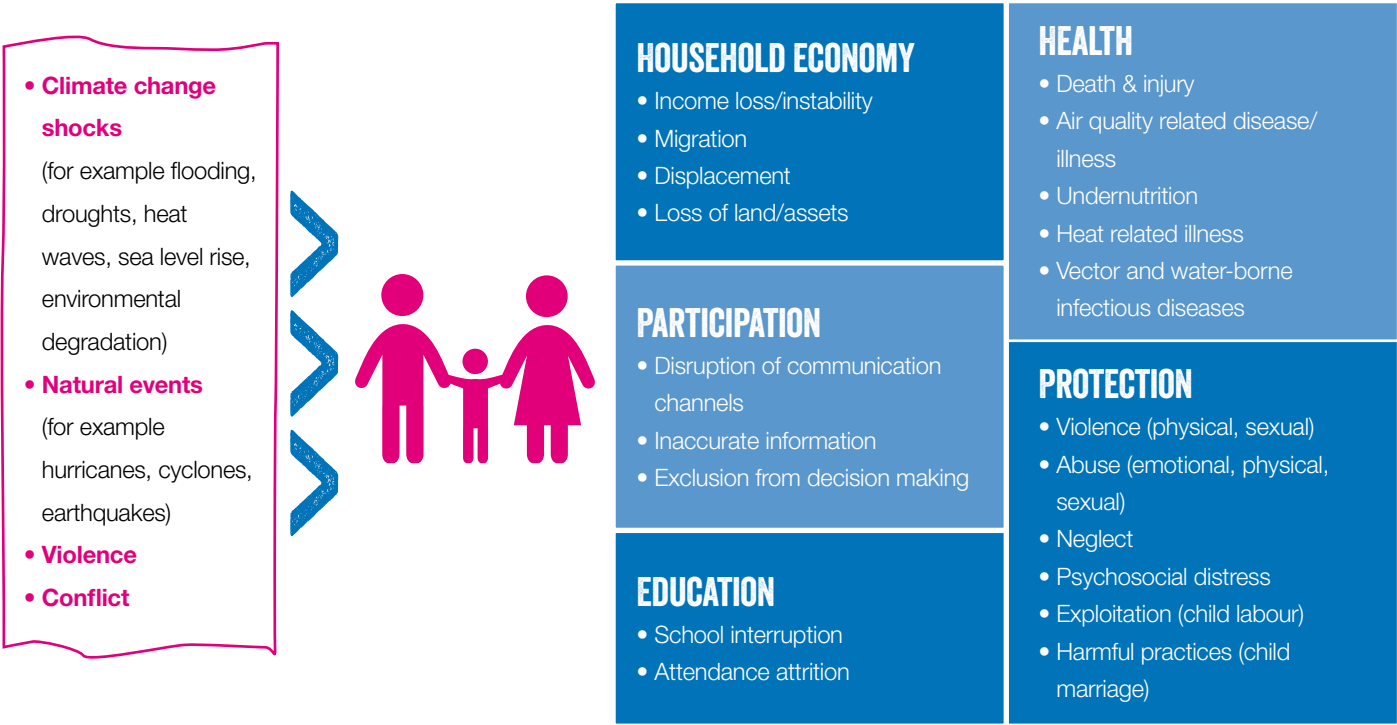 • Climate change
shocks
(for example flooding,
droughts, heat
waves, sea level rise,
environmental
degradation)
• Natural events
(for example
hurricanes, cyclones,
earthquakes)
• Violence
• Conflict
HOUSEHOLD ECONOMY
• Income loss/instability
• Migration
• Displacement
• Loss of land/assets
PARTICIPATION
• Disruption of communication
channels
• Inaccurate information
• Exclusion from decision making
EDUCATION
• School interruption
• Attendance attrition
HEALTH
• Death & injury
• Air quality related disease/
illness
• Undernutrition
• Heat related illness
• Vector and water-borne
infectious diseases
PROTECTION
• Violence (physical, sexual)
• Abuse (emotional, physical,
sexual)
• Neglect
• Psychosocial distress
• Exploitation (child labour)
• Harmful practices (child
marriage)